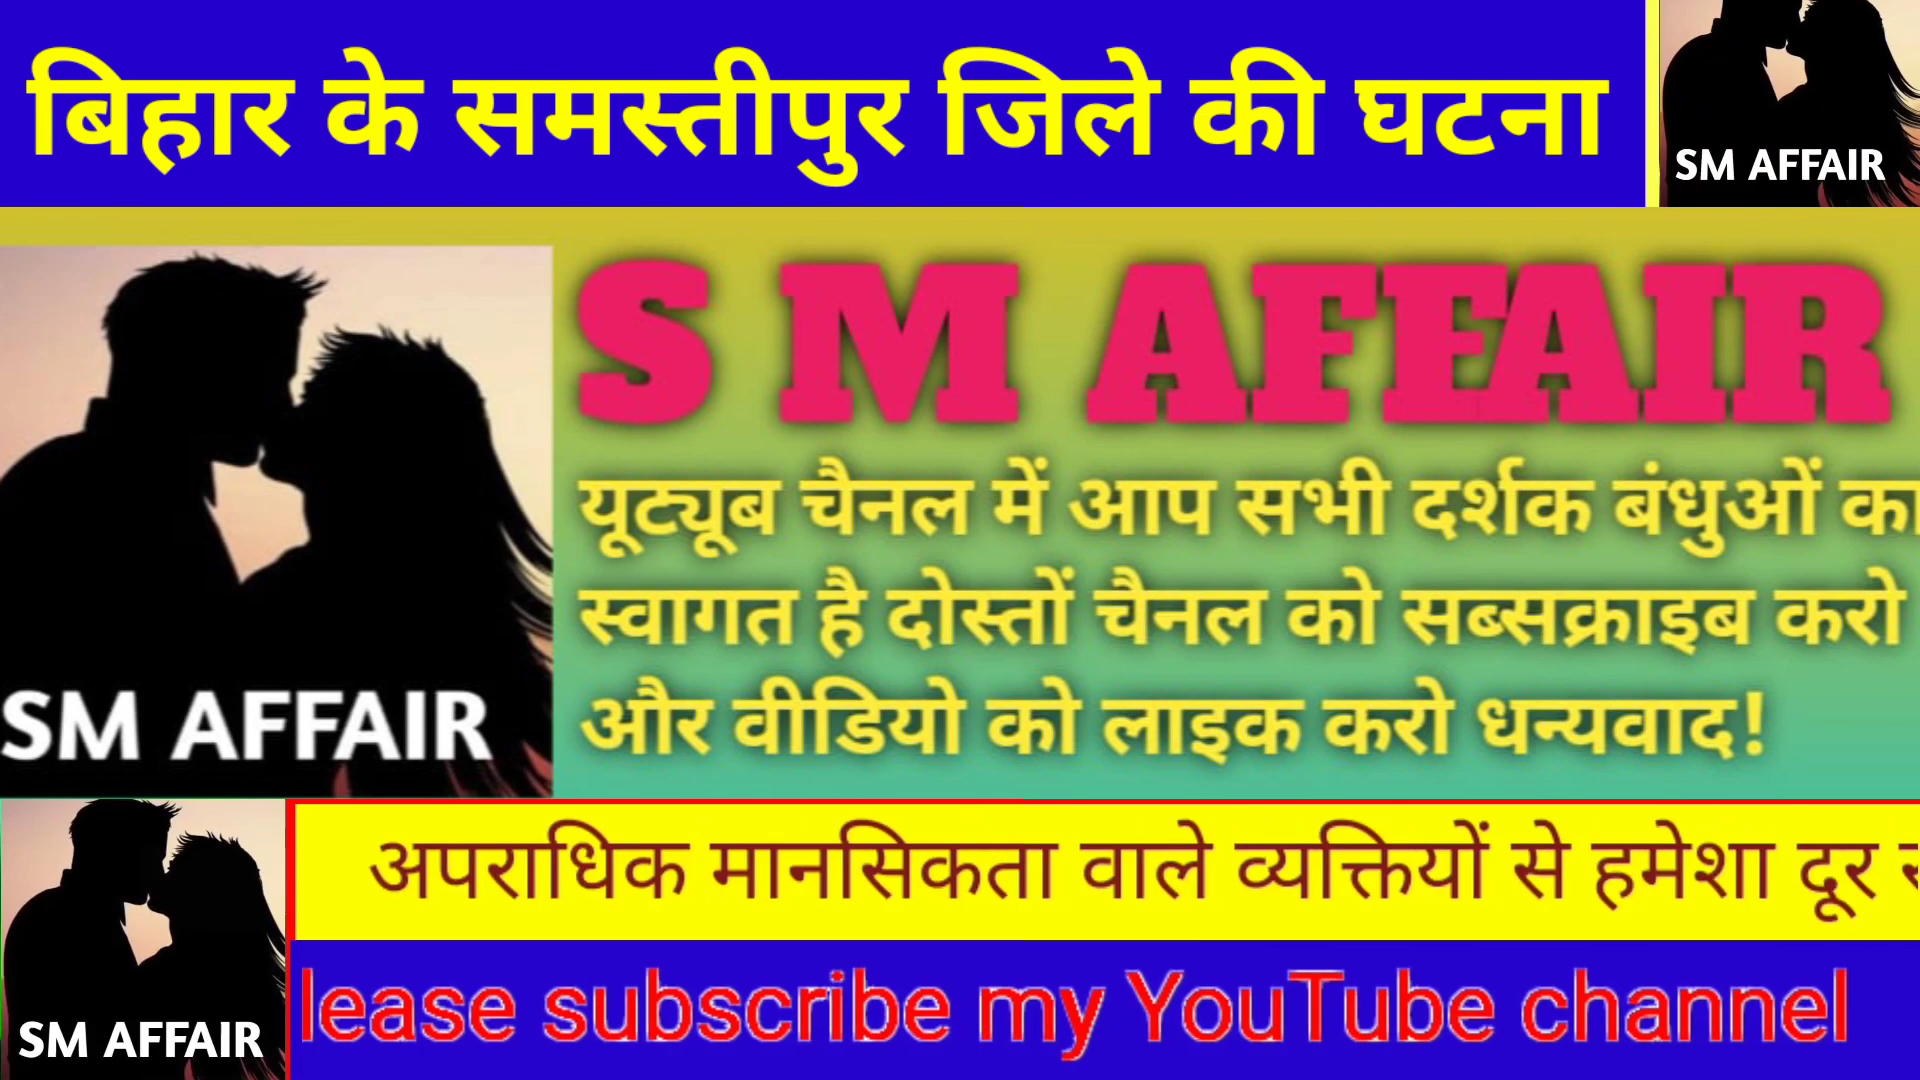 बिहार के समस्तीपुर जिले की घटना
SM AFFAIR
S M AFFAIR
यूट्यूब चैनल में आप सभी दर्शक बंधुओं का
स्वागत है दोस्तों चैनल को सब्सक्राइब करो
और वीडियो को लाइक करो धन्यवाद!
SM AFFAIR
अपराधिक मानसिकता वाले व्यक्तियों से हमेशा दूर
lease subscribe my YouTube channel
SM AFFAIR